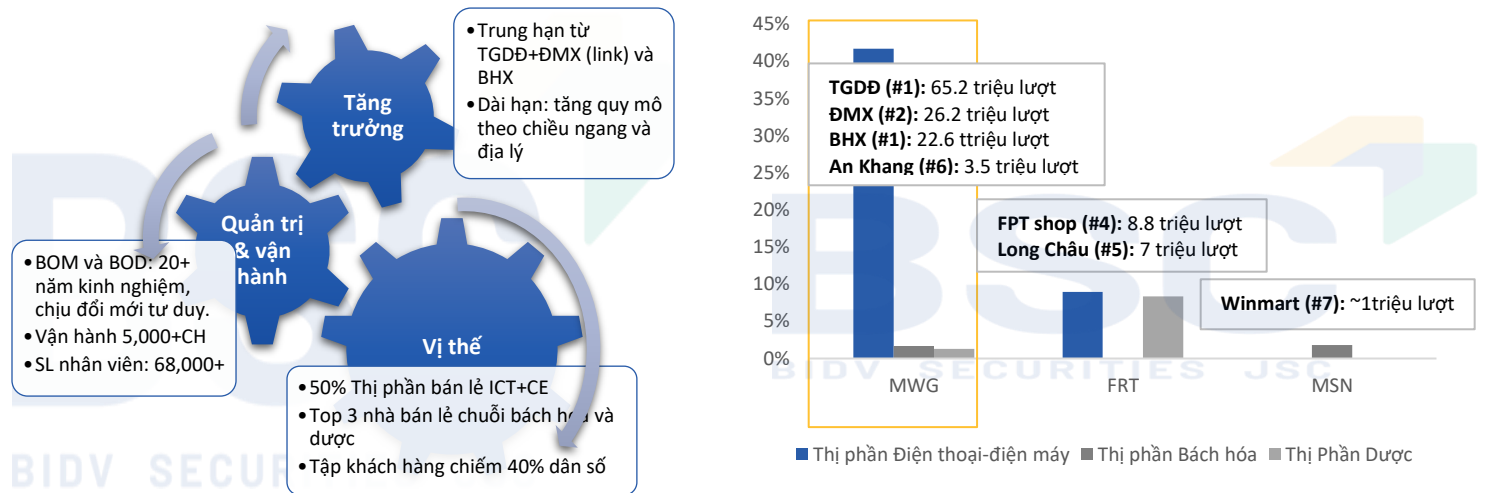 Tăng
trưởng
•Trung hạn từ
TGDĐ+ĐMX (link) và
BHX
•Dài hạn: tăng quy mô
theo chiều ngang và
địa lý
Quản trị
& vận
hành
•BOM và BOD: 20+
năm kinh nghiệm,
chịu đổi mới tư duy.
•Vận hành 5,000+CH
•SL nhân viên: 68,000+
Vị thế
•50% Thị phần bán lẻ ICT+CE
•Top 3 nhà bán lẻ chuỗi bách hoá và
dược
•Tập khách hàng chiếm 40% dân số
BIDV SECUR
45%
40%
35%
30%
25%
20%
15%
10%
5%
0%
TGDĐ (#1): 65.2 triệu lượt
ĐMX (#2): 26.2 triệu lượt
BHX (#1): 22.6 ttriệu lượt
An Khang (#6): 3.5 triệu lượt
FPT shop (#4): 8.8 triệu lượt
Long Châu (#5): 7 triệu lượt
Winmart (#7): ~1triệu lượt
BSC
BIDV SECURITIES JSC
MWG FRT MSN
Thị phần Điện thoại-điện máy Thị phần Bách hóa Thị Phần Dược